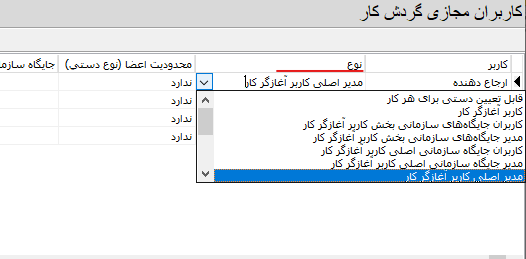 کاربران مجازی گردش کار
کاربر نوع محدودیت اعضا (نوع دستی) جایگاه سازما
ارجاع دهنده مدیر اصلی کاربر آغازگر کار ندارد
قابل تعیین دستی برای هر کار ندارد
کاربر آغازگر کار
کاربران جایگاه‌های سازمانی بخش کاربر آغازگر کار ندارد
مدیر جایگاه‌های سازمانی بخش کاربر آغازگر کار ندارد
کاربران جایگاه سازمانی اصلی کاربر آغازگر کار
مدیر جایگاه سازمانی اصلی کاربر آغازگر کار
مدیر اصلی کاربر آغازگر کار